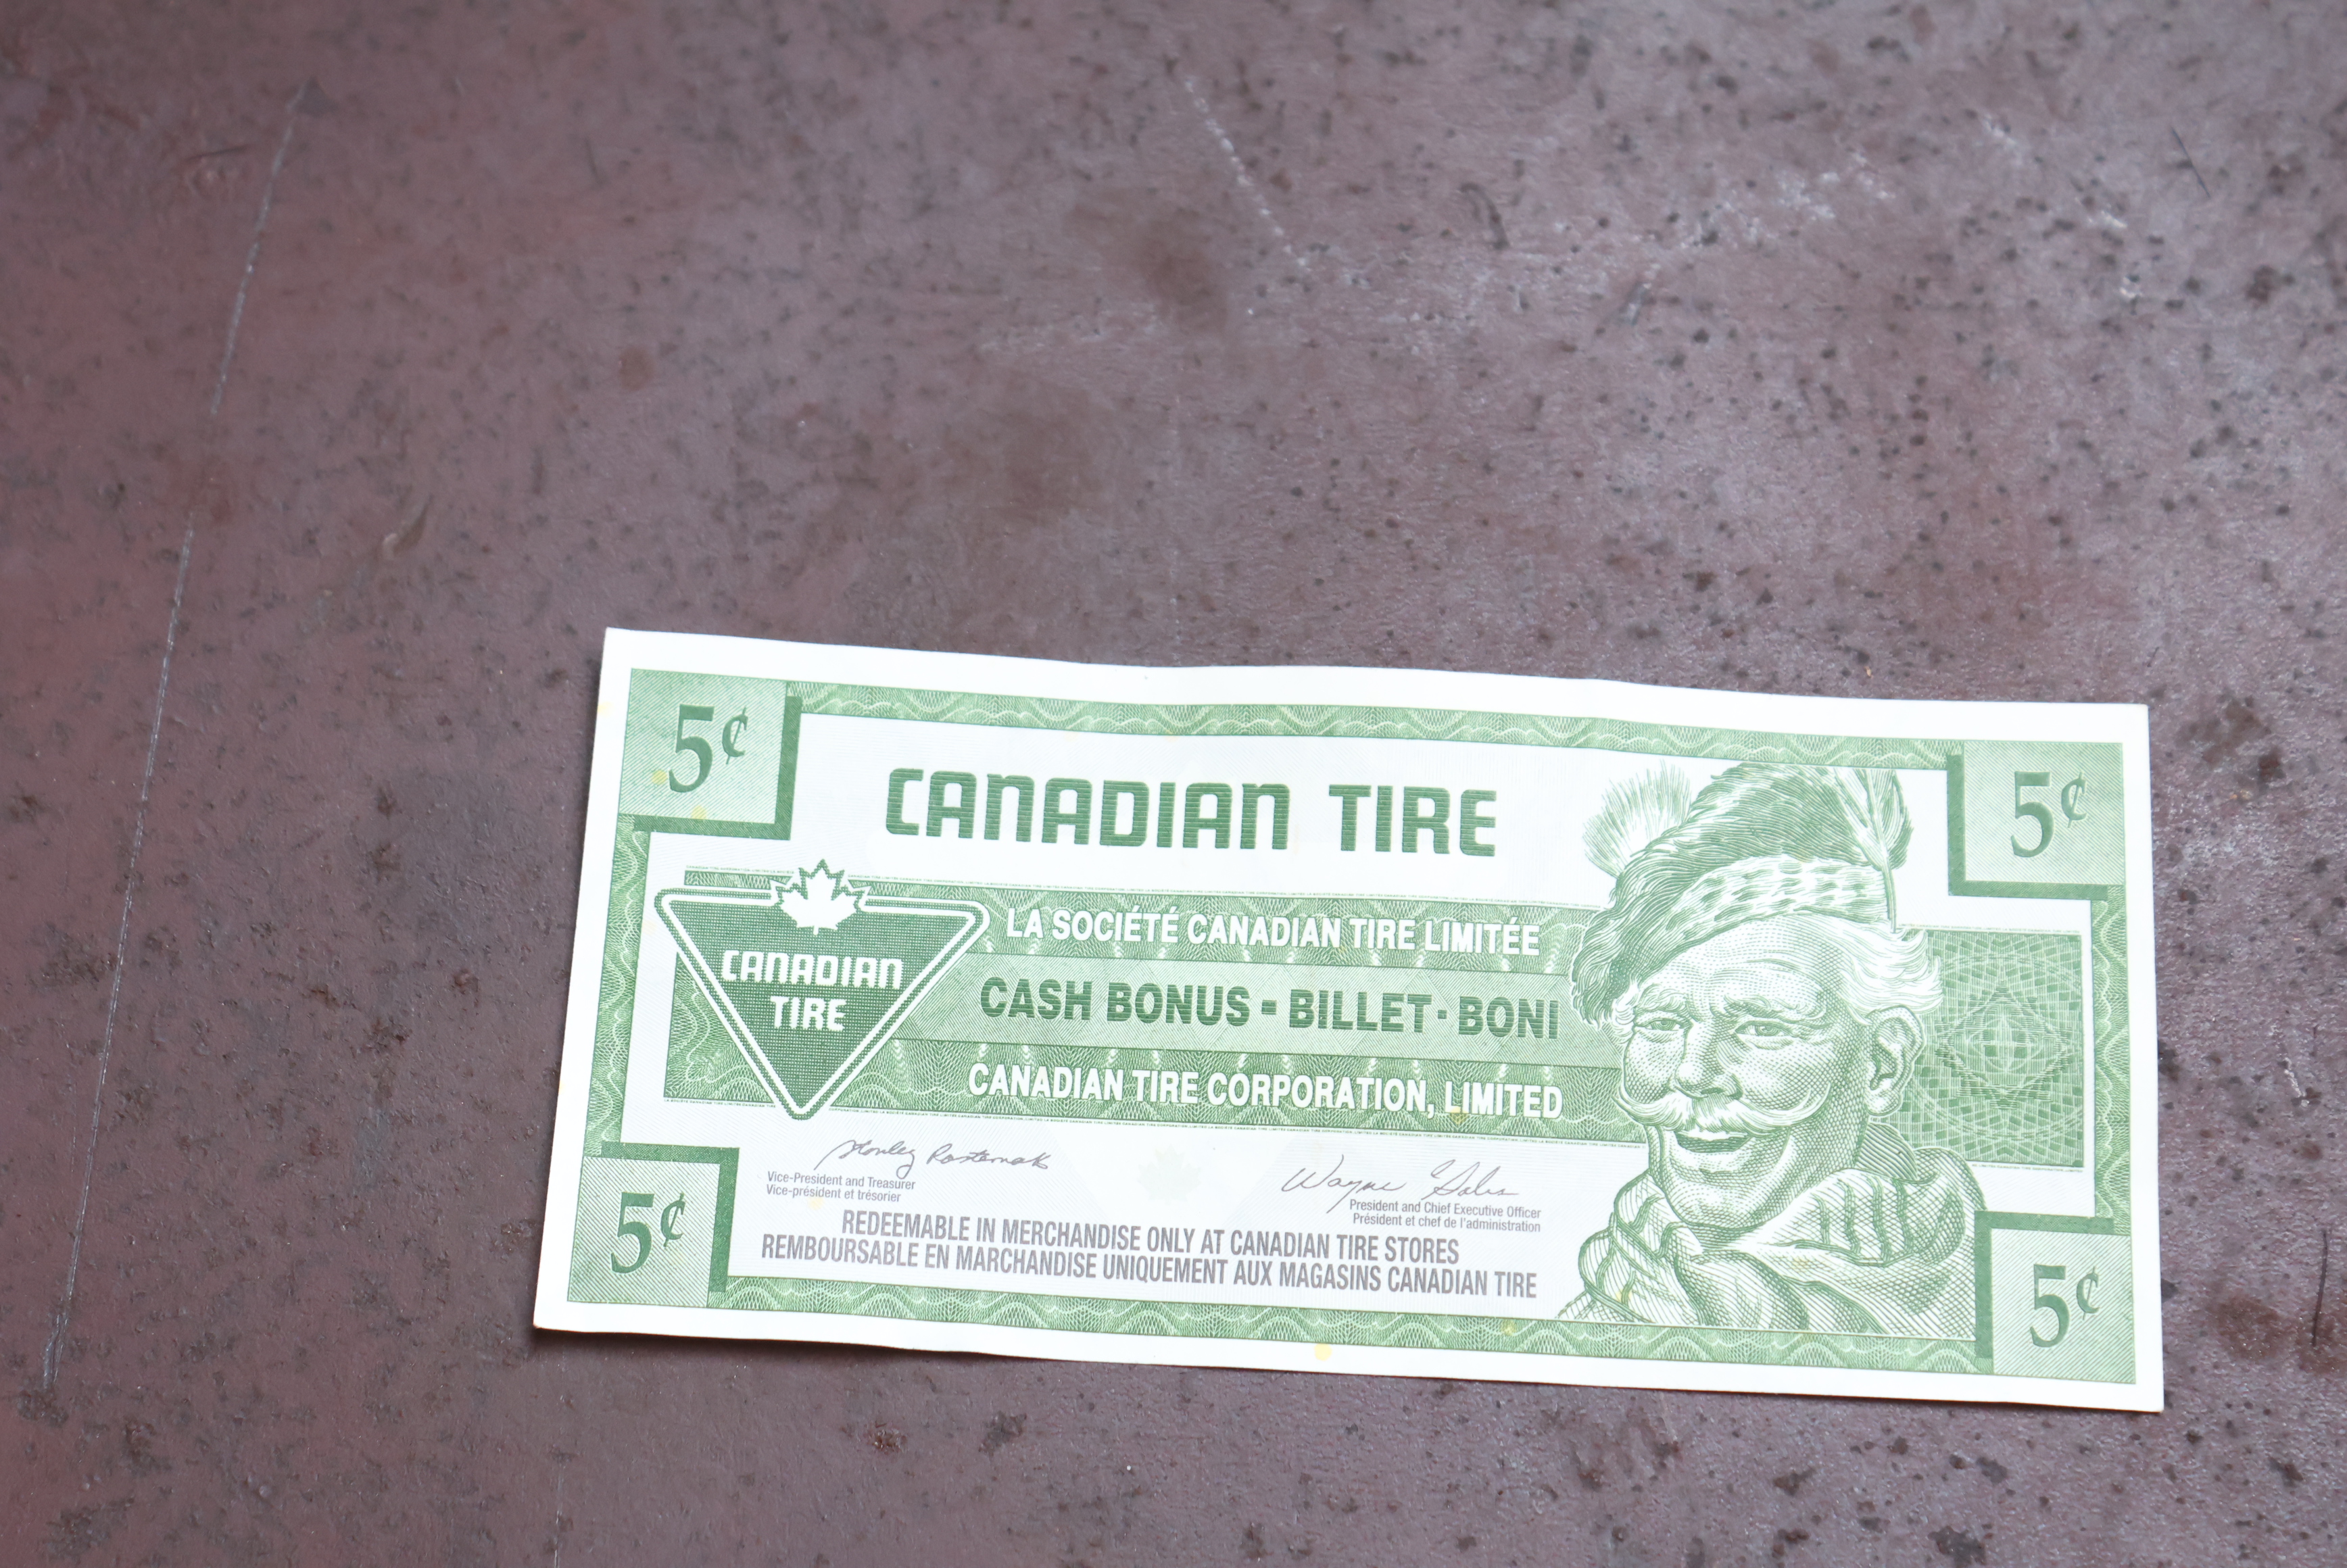 5¢
5¢
CANADIAN TIRE
LA SOCIÉTÉ CANADIAN TIRE LIMITÉE
CANADIAN
TIRE
CASH BONUS - BILLET · BONI
CANADIAN TIRE CORPORATION, LIMITED
Vice-President and Treasurer
Vice-président et trésorier
Wayne Sales
President and Chief Executive Officer
Président et chef de l'administration
REDEEMABLE IN MERCHANDISE ONLY AT CANADIAN TIRE STORES
REMBOURSABLE EN MARCHANDISE UNIQUEMENT AUX MAGASINS CANADIAN TIRE
5¢
5¢